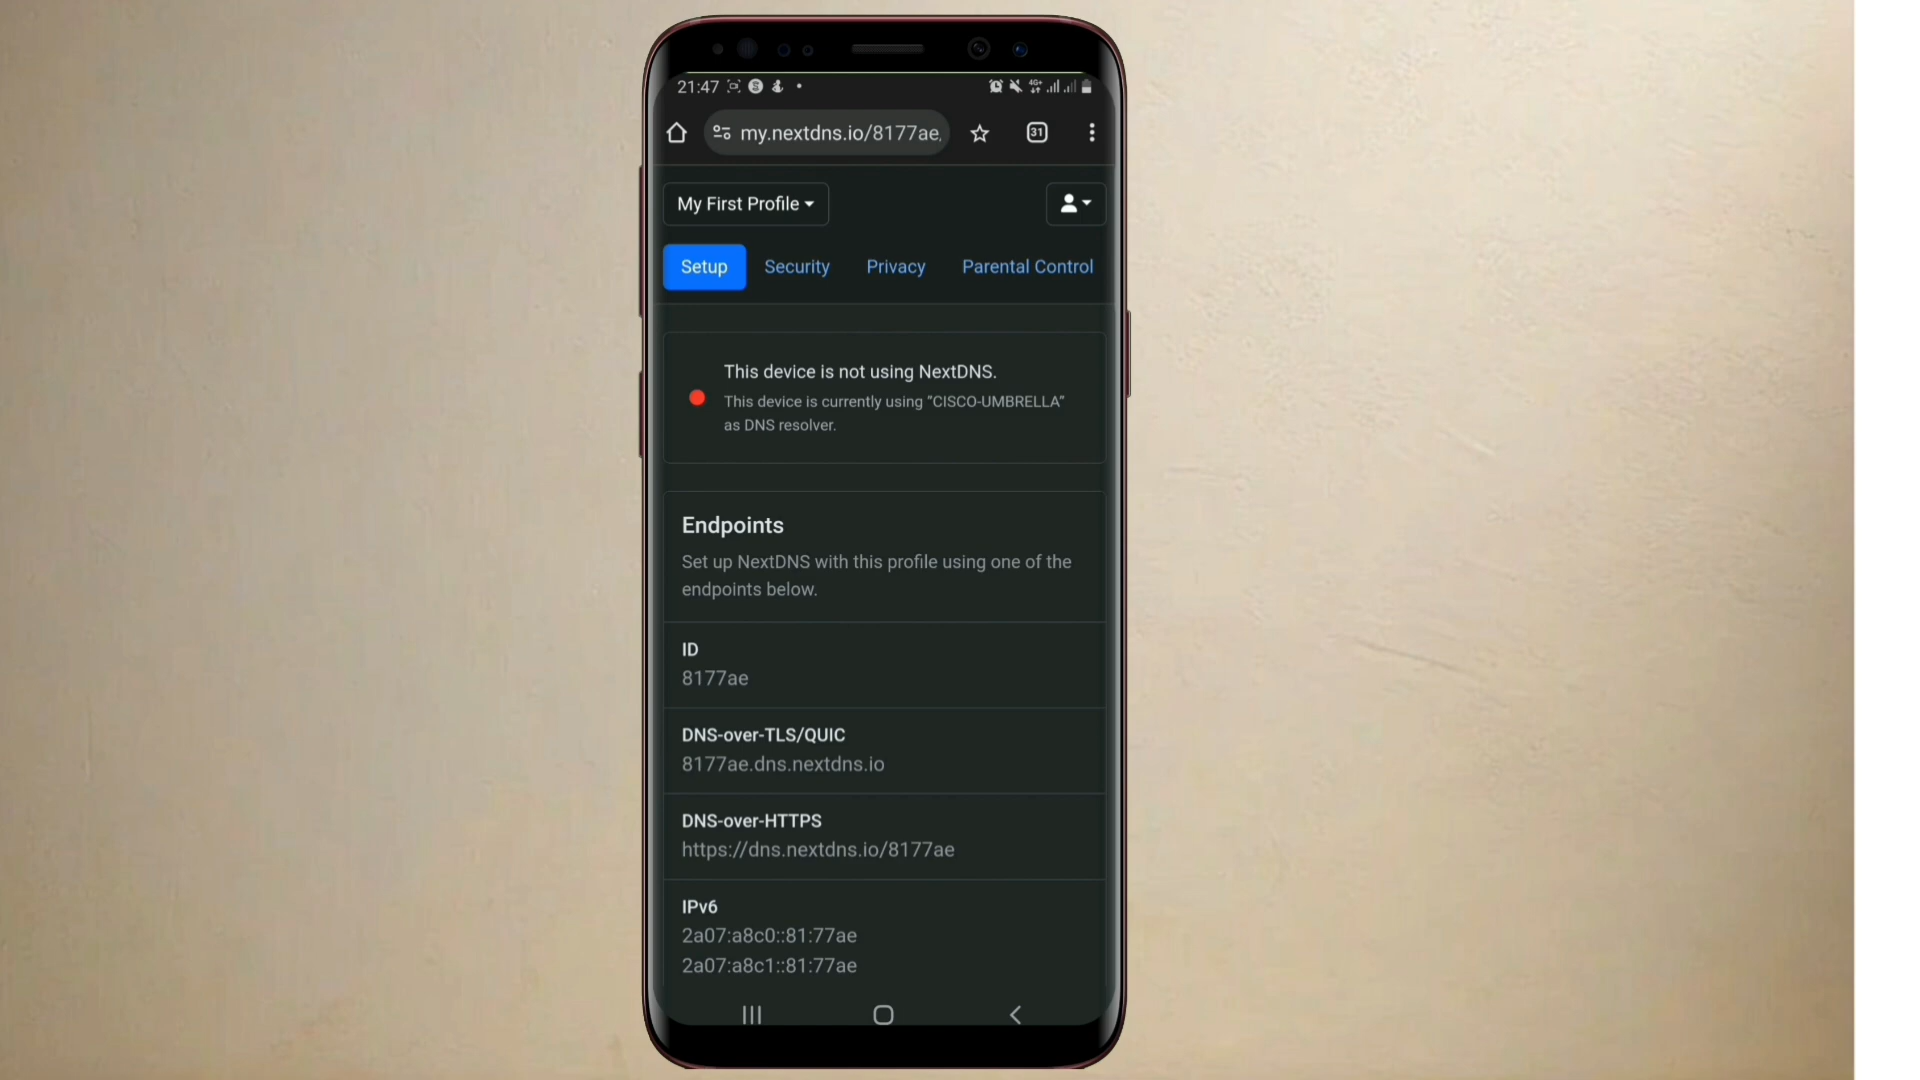 21:47
4G+
my.nextdns.io/8177ae
31
My First Profile
Setup
Security
Privacy
Parental Control
This device is not using NextDNS.
This device is currently using “CISCO-UMBRELLA”
as DNS resolver.
Endpoints
Set up NextDNS with this profile using one of the
endpoints below.
ID
8177ae
DNS-over-TLS/QUIC
8177ae.dns.nextdns.io
DNS-over-HTTPS
https://dns.nextdns.io/8177ae
IPv6
2a07:a8c0::81:77ae
2a07:a8c1::81:77ae